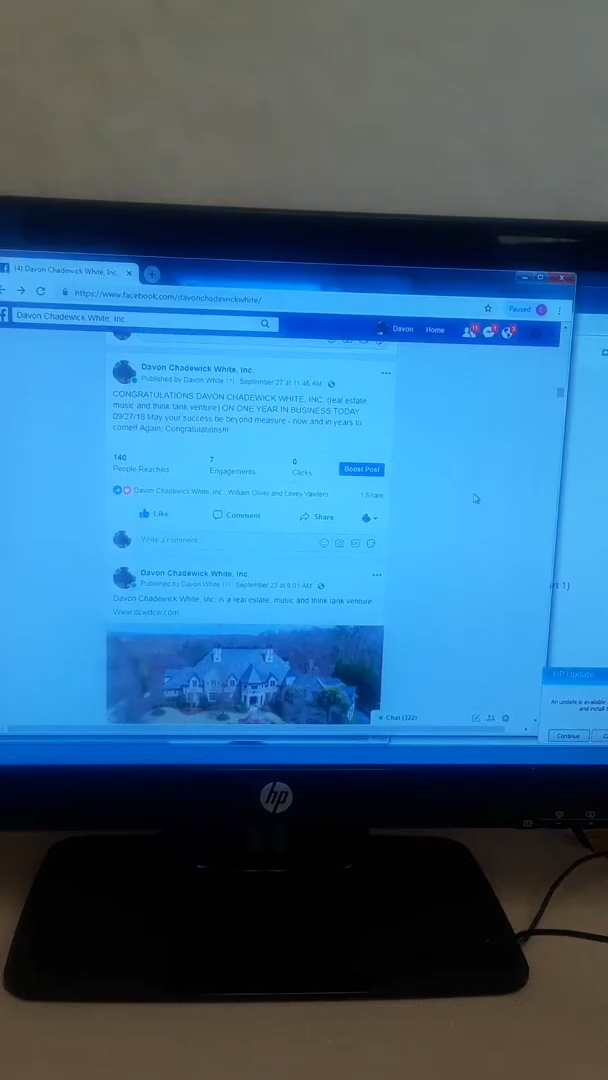 (4) Davon Chadewick White, Inc.
https://www.facebook.com/davonchadewickwhite/
Paused
Davon Chadewick White, Inc.
Davon
Home
Davon Chadewick White, Inc.
Published by Davon White [?] · September 27 at 11:46 AM
CONGRATULATIONS DAVON CHADEWICK WHITE, INC. (real estate,
music and think tank venture) ON ONE YEAR IN BUSINESS TODAY
09/27/18 May your success be beyond measure - now and in years to
come!! Again, Congratulations!!!
140
People Reached
7
Engagements
0
Clicks
Boost Post
Davon Chadewick White, Inc., William Oliver and Lovey Vawters
1 Share
Like
Comment
Share
Write a comment...
Davon Chadewick White, Inc.
Published by Davon White [?] · September 23 at 6:01 AM
Davon Chadewick White, Inc. is a real estate, music and think tank venture.
Www.dcwdcw.com
Chat (322)
1)
HP Update
An update is available
and install
Continue
hp